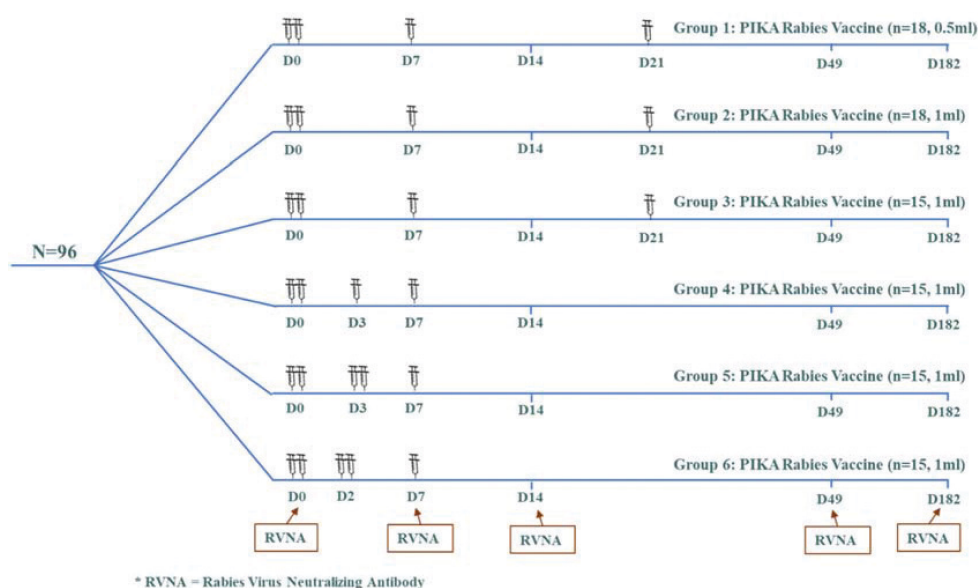 Group 1: PIKA Rabies Vaccine (n=18, 0.5ml)
D0 D7 D14 D21 D49 D182
Group 2: PIKA Rabies Vaccine (n=18, 1ml)
D0 D7 D14 D21 D49 D182
Group 3: PIKA Rabies Vaccine (n=15, 1ml)
D0 D7 D14 D21 D49 D182
N=96
Group 4: PIKA Rabies Vaccine (n=15, 1ml)
D0 D3 D7 D14 D49 D182
Group 5: PIKA Rabies Vaccine (n=15, 1ml)
D0 D3 D7 D14 D49 D182
Group 6: PIKA Rabies Vaccine (n=15, 1ml)
D0 D2 D7 D14 D49 D182
RVNA RVNA RVNA RVNA RVNA
* RVNA = Rabies Virus Neutralizing Antibody